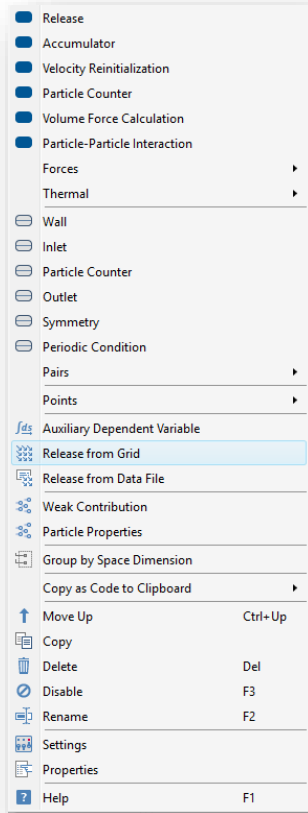 Release
Accumulator
Velocity Reinitialization
Particle Counter
Volume Force Calculation
Particle-Particle Interaction
Forces
Thermal
Wall
Inlet
Particle Counter
Outlet
Symmetry
Periodic Condition
Pairs
Points
∫ds Auxiliary Dependent Variable
Release from Grid
Release from Data File
Weak Contribution
Particle Properties
Group by Space Dimension
Copy as Code to Clipboard
Move Up Ctrl+Up
Copy
Delete Del
Disable F3
Rename F2
Settings
Properties
? Help F1